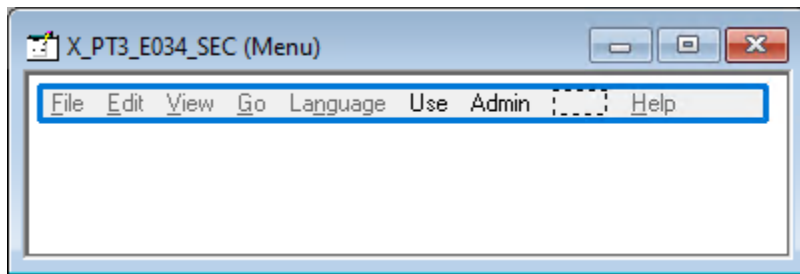 X_PT3_E034_SEC (Menu)
File Edit View Go Language Use Admin Help